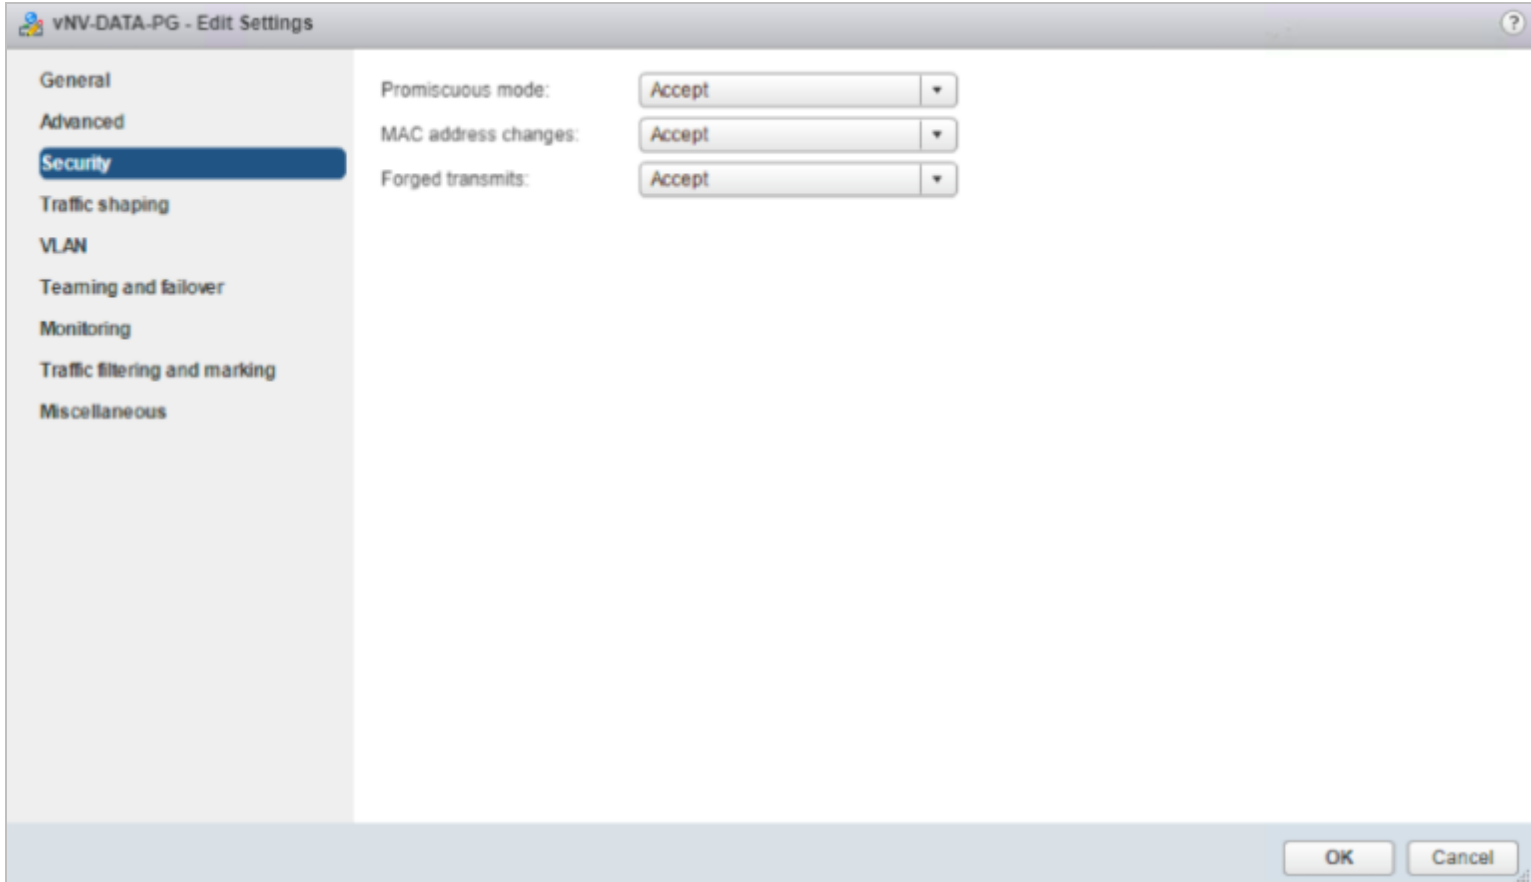 vNV-DATA-PG - Edit Settings
?
General
Advanced
Security
Traffic shaping
VLAN
Teaming and failover
Monitoring
Traffic filtering and marking
Miscellaneous
Promiscuous mode: Accept
MAC address changes: Accept
Forged transmits: Accept
OK Cancel